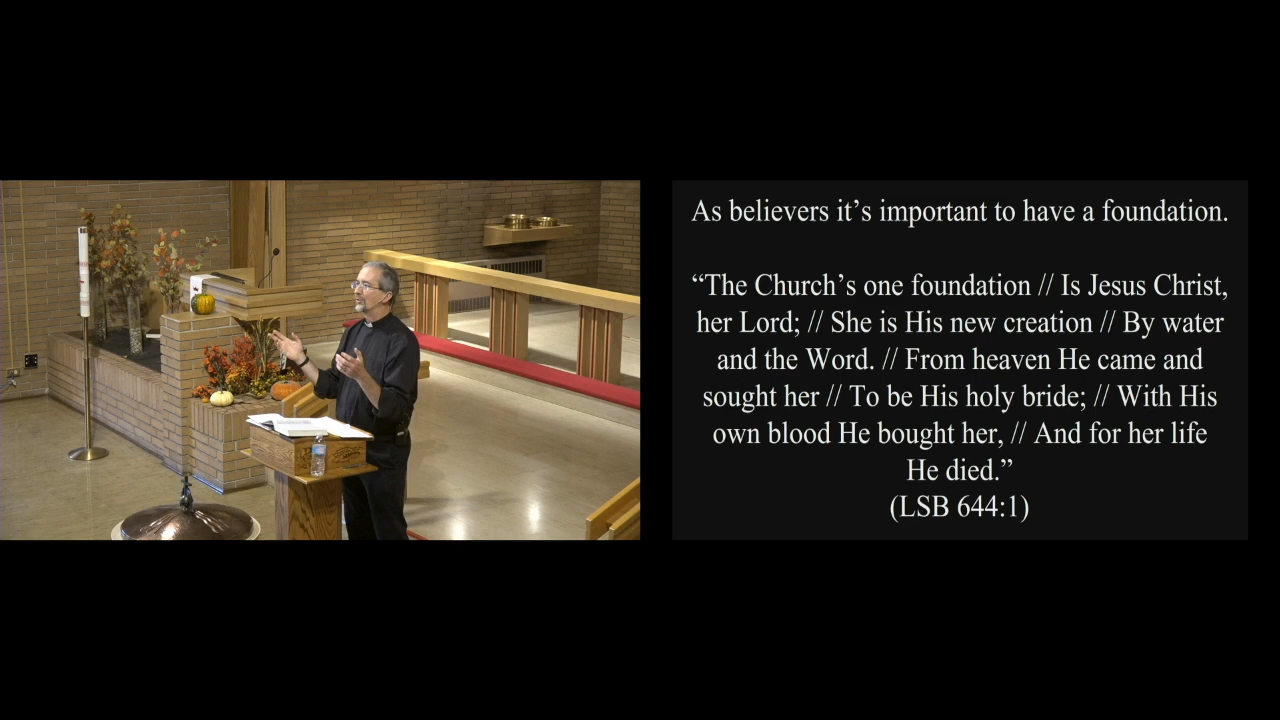 As believers it’s important to have a foundation.
“The Church’s one foundation // Is Jesus Christ,
her Lord; // She is His new creation // By water
and the Word. // From heaven He came and
sought her // To be His holy bride; // With His
own blood He bought her, // And for her life
He died.”
(LSB 644:1)